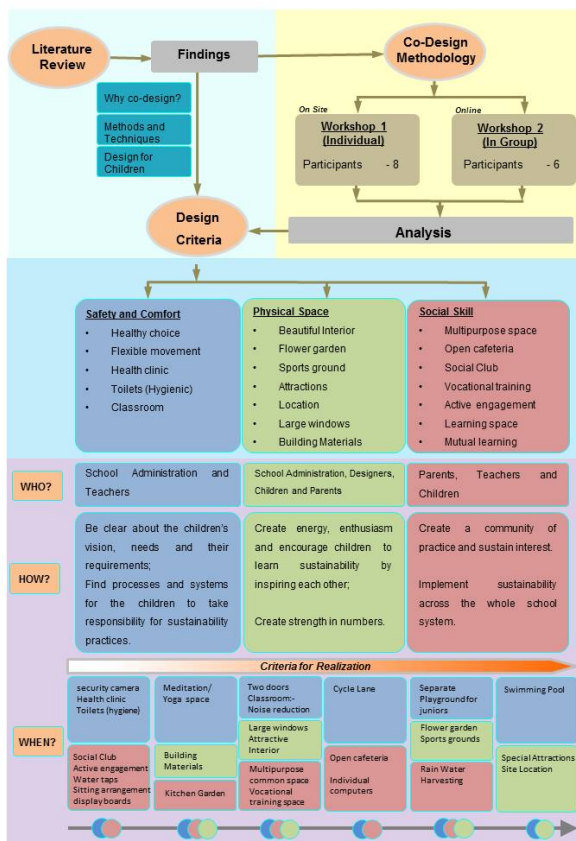 Literature
Review
Findings
Co-Design
Methodology
Why co-design?
Methods and
Techniques
Design for
Children
On Site
Workshop 1
(Individual)
Participants - 8
Online
Workshop 2
(In Group)
Participants - 6
Design
Criteria
Analysis
Safety and Comfort
• Healthy choice
• Flexible movement
• Health clinic
• Toilets (Hygienic)
• Classroom
Physical Space
• Beautiful Interior
• Flower garden
• Sports ground
• Attractions
• Location
• Large windows
• Building Materials
Social Skill
• Multipurpose space
• Open cafeteria
• Social Club
• Vocational training
• Active engagement
• Learning space
• Mutual learning
WHO?
School Administration and
Teachers
School Administration, Designers,
Children and Parents
Parents, Teachers and
Children
HOW?
Be clear about the children's
vision, needs and their
requirements;
Find processes and systems
for the children to take
responsibility for sustainability
practices.
Create energy, enthusiasm
and encourage children to
learn sustainability by
inspiring each other;
Create strength in numbers.
Create a community of
practice and sustain interest.
Implement sustainability
across the whole school
system.
Criteria for Realization
WHEN?
security camera
Health clinic
Toilets (hygiene)
Social Club
Active engagement
Water taps
Sitting arrangement
display boards
Meditation/
Yoga space
Building
Materials
Kitchen Garden
Two doors
Classroom:-
Noise reduction
Large windows
Attractive
Interior
Multipurpose
common space
Vocational
training space
Cycle Lane
Open cafeteria
Individual
computers
Separate
Playground for
juniors
Flower garden
Sports grounds
Rain Water
Harvesting
Swimming Pool
Special Attractions
Site Location